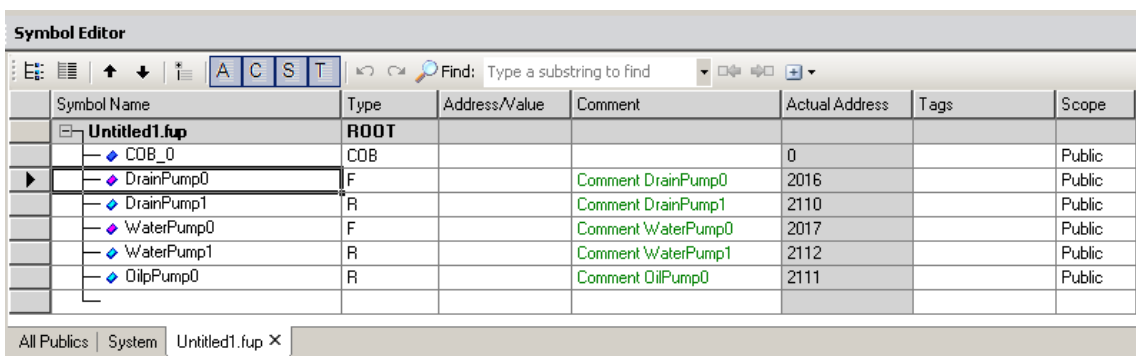 Symbol Editor
A C S T Find: Type a substring to find
Symbol Name Type Address/Value Comment Actual Address Tags Scope
Untitled1.fup ROOT
COB_0 COB 0 Public
DrainPump0 F Comment DrainPump0 2016 Public
DrainPump1 R Comment DrainPump1 2110 Public
WaterPump0 F Comment WaterPump0 2017 Public
WaterPump1 R Comment WaterPump1 2112 Public
OilpPump0 R Comment OilPump0 2111 Public
All Publics System Untitled1.fup